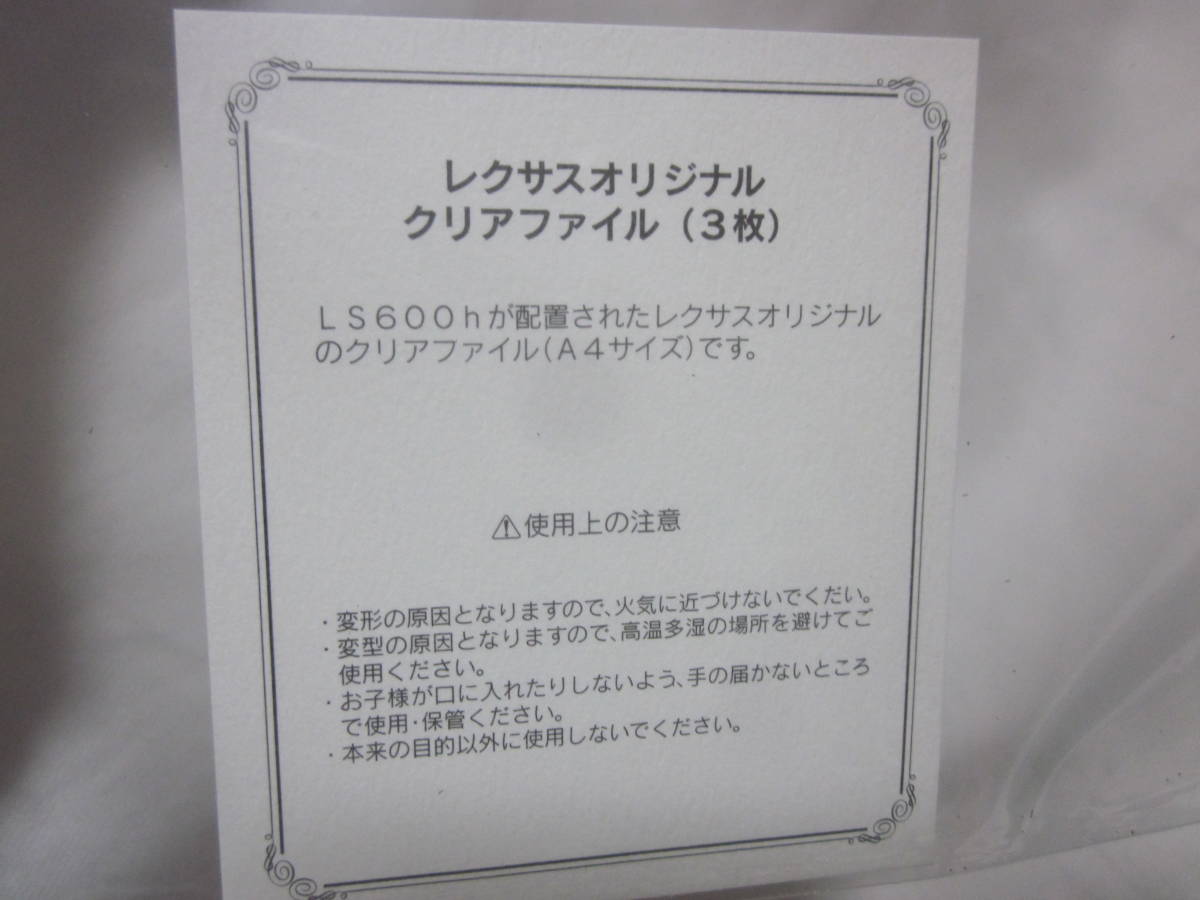 レクサスオリジナル
クリアファイル（３枚）
ＬＳ６００ｈが配置されたレクサスオリジナル
のクリアファイル（Ａ４サイズ）です。
⚠使用上の注意
・変形の原因となりますので、火気に近づけないでくだい。
・変型の原因となりますので、高温多湿の場所を避けてご
使用ください。
・お子様が口に入れたりしないよう、手の届かないところ
で使用・保管ください。
・本来の目的以外に使用しないでください。